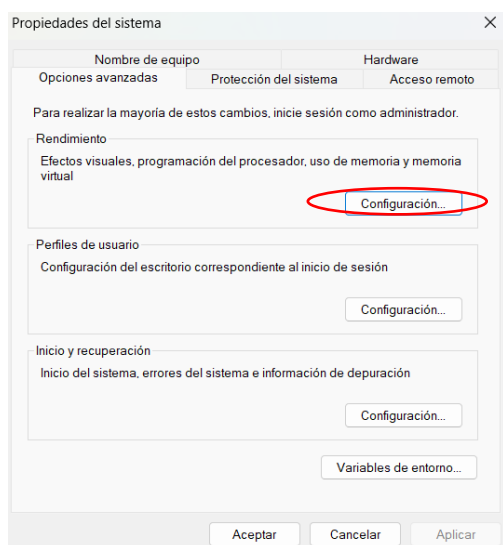 Propiedades del sistema
Nombre de equipo
Hardware
Opciones avanzadas
Protección del sistema
Acceso remoto
Para realizar la mayoría de estos cambios, inicie sesión como administrador.
Rendimiento
Efectos visuales, programación del procesador, uso de memoria y memoria
virtual
Configuración...
Perfiles de usuario
Configuración del escritorio correspondiente al inicio de sesión
Configuración...
Inicio y recuperación
Inicio del sistema, errores del sistema e información de depuración
Configuración...
Variables de entorno...
Aceptar
Cancelar
Aplicar